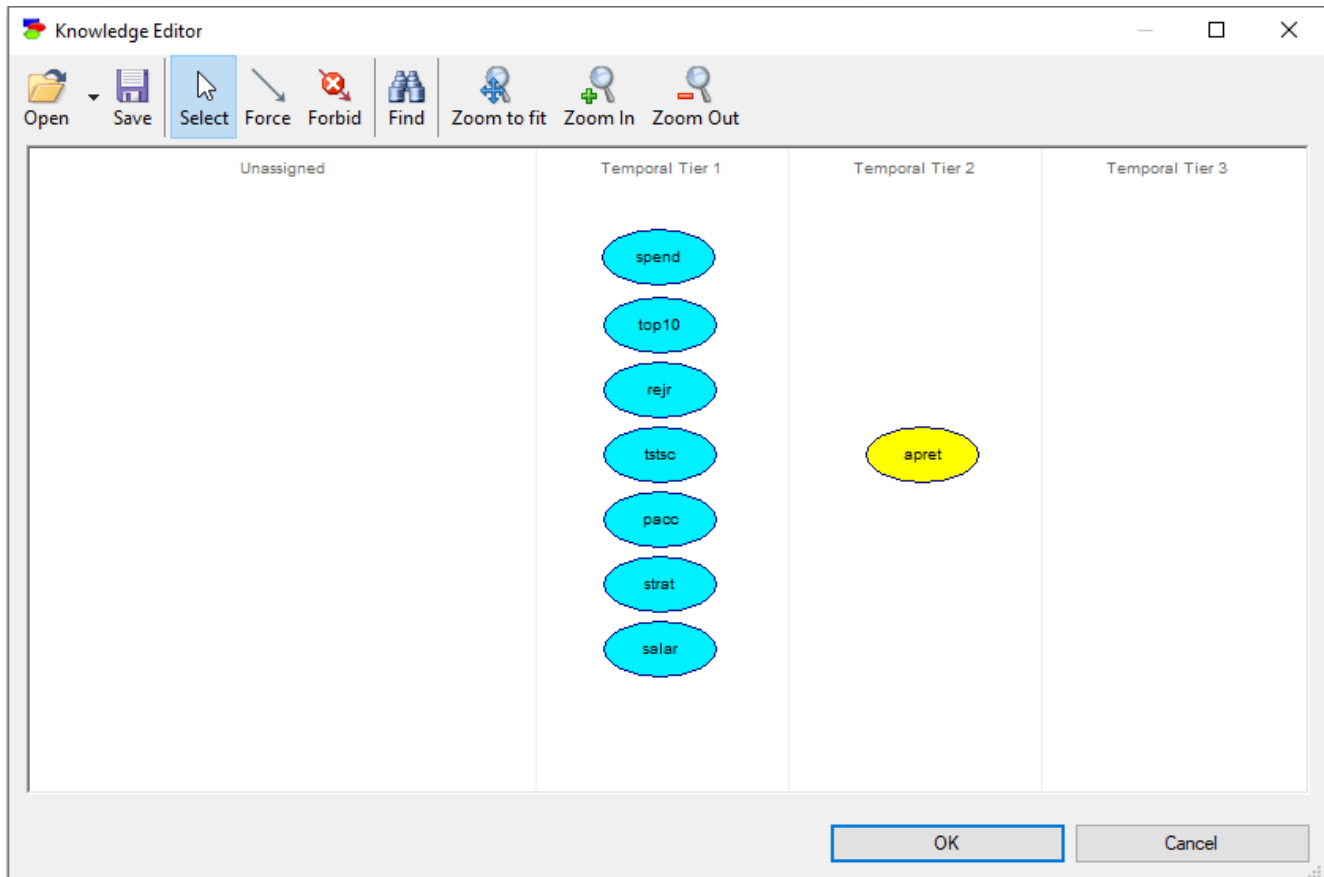 Knowledge Editor
Open Save Select Force Forbid Find Zoom to fit Zoom In Zoom Out
Unassigned Temporal Tier 1 Temporal Tier 2 Temporal Tier 3
spend
top10
rejr
tstsc apret
pacc
strat
salar
OK Cancel